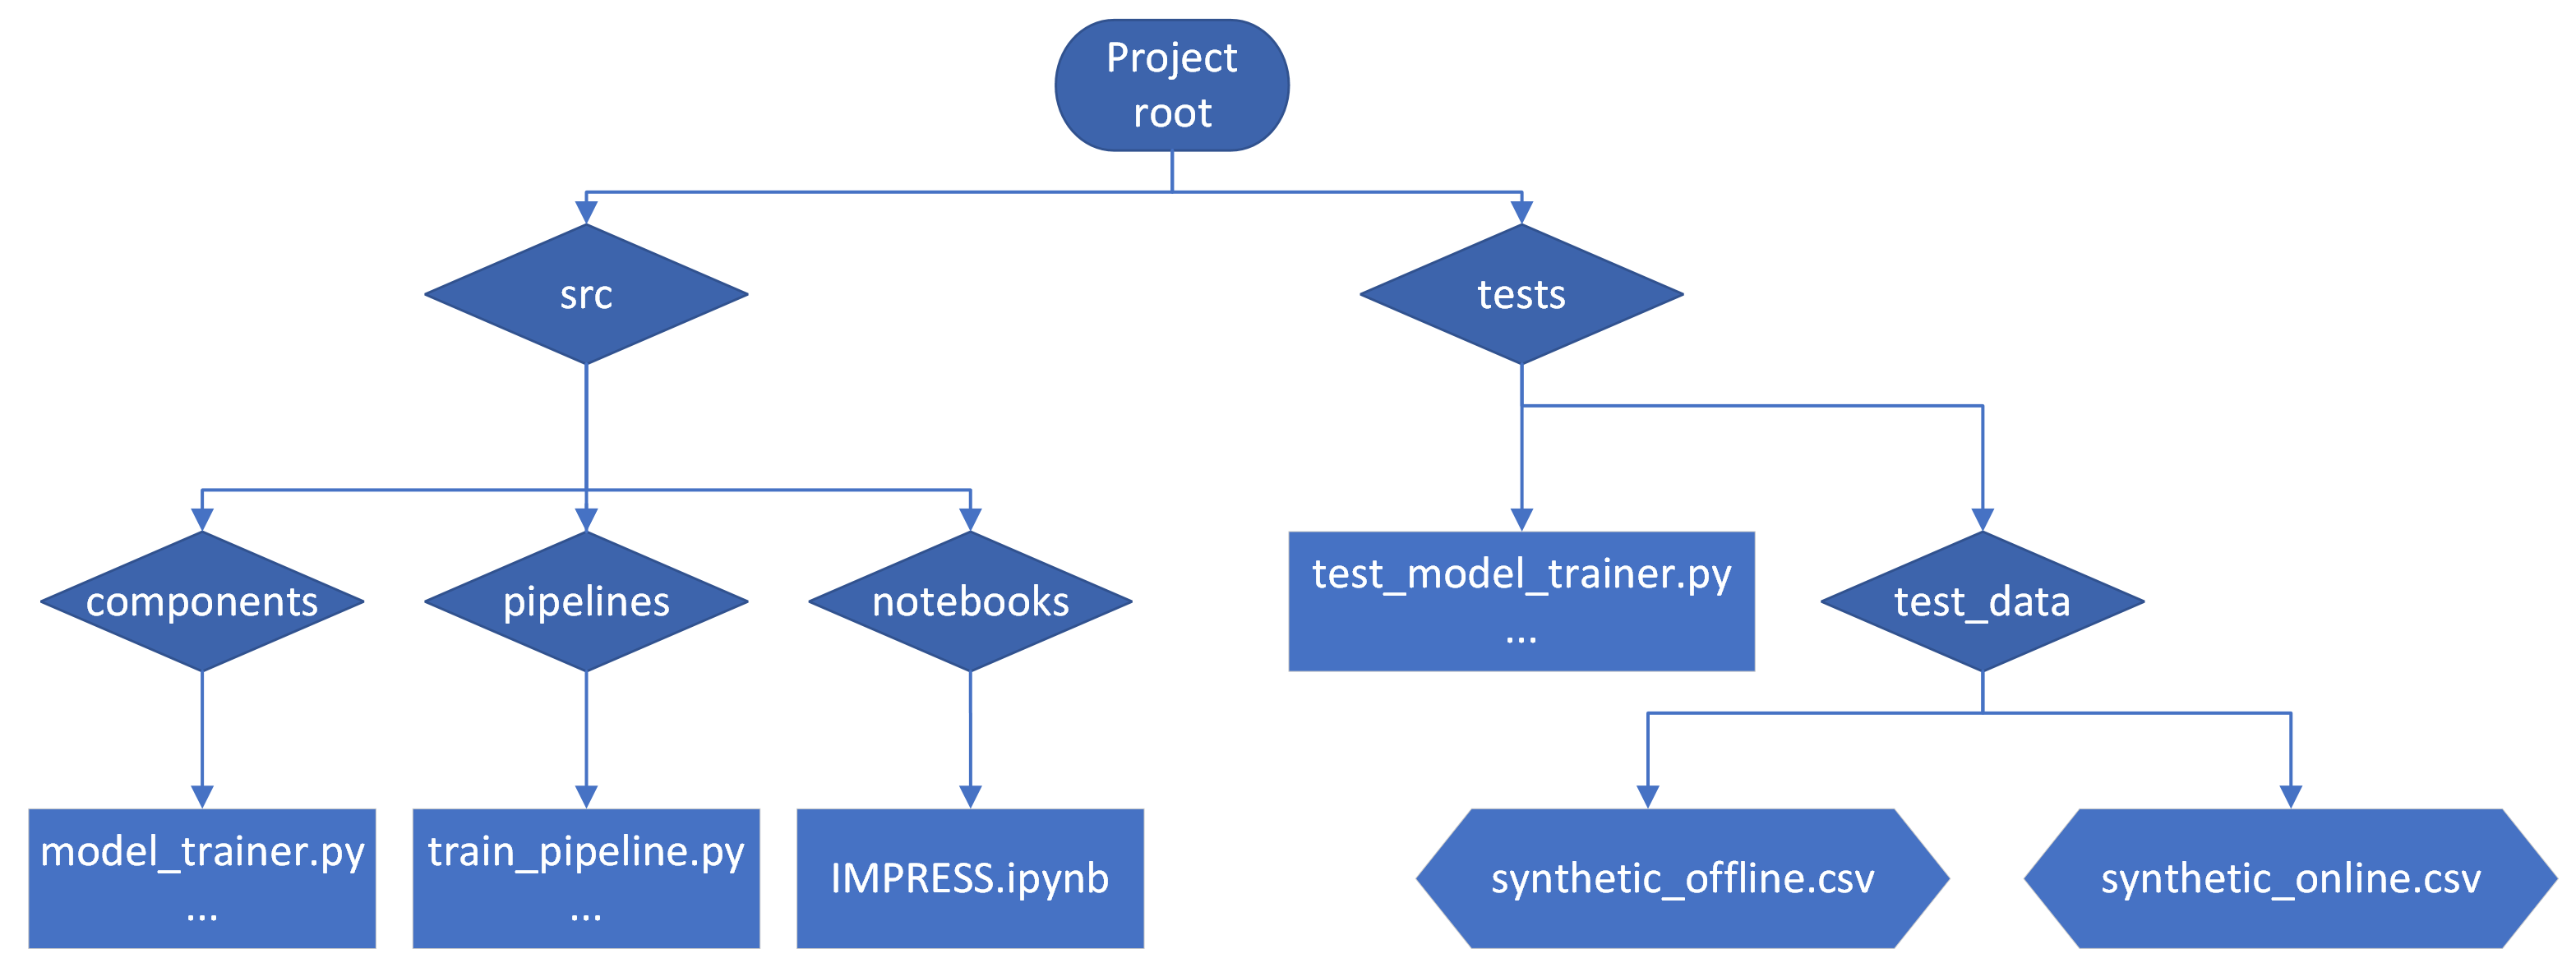 Project
root
src
tests
components
pipelines
notebooks
test_model_trainer.py
...
test_data
model_trainer.py
...
train_pipeline.py
...
IMPRESS.ipynb
synthetic_offline.csv
synthetic_online.csv